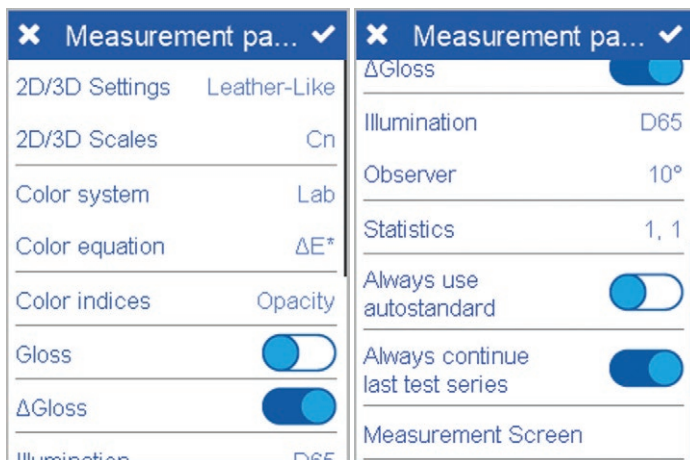 Measurement pa...
2D/3D Settings Leather-Like
2D/3D Scales Cn
Color system Lab
Color equation ΔE*
Color indices Opacity
Gloss
ΔGloss
Illumination D65
Measurement pa...
ΔGloss
Illumination D65
Observer 10°
Statistics 1, 1
Always use
autostandard
Always continue
last test series
Measurement Screen